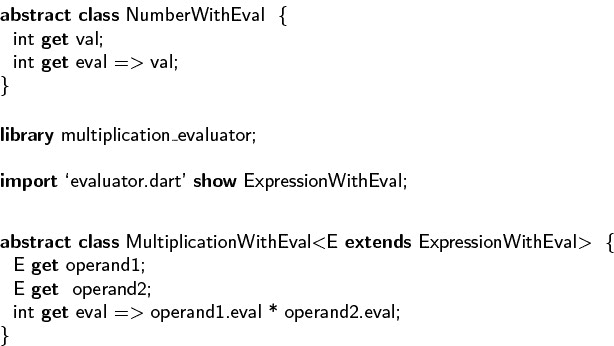 abstract class NumberWithEval {
int get val;
int get eval => val;
}
library multiplication_evaluator;
import ‘evaluator.dart’ show ExpressionWithEval;
abstract class MultiplicationWithEval<E extends ExpressionWithEval> {
E get operand1;
E get operand2;
int get eval => operand1.eval * operand2.eval;
}